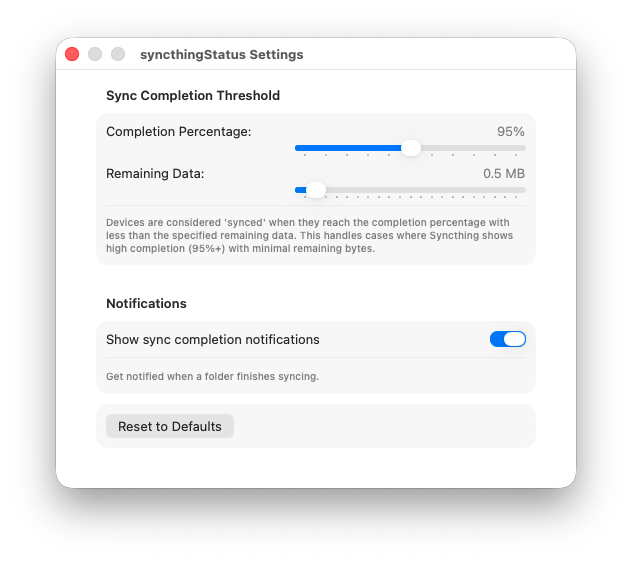 syncthingStatus Settings
Sync Completion Threshold
Completion Percentage: 95%
Remaining Data: 0.5 MB
Devices are considered 'synced' when they reach the completion percentage with
less than the specified remaining data. This handles cases where Syncthing shows
high completion (95%+) with minimal remaining bytes.
Notifications
Show sync completion notifications
Get notified when a folder finishes syncing.
Reset to Defaults